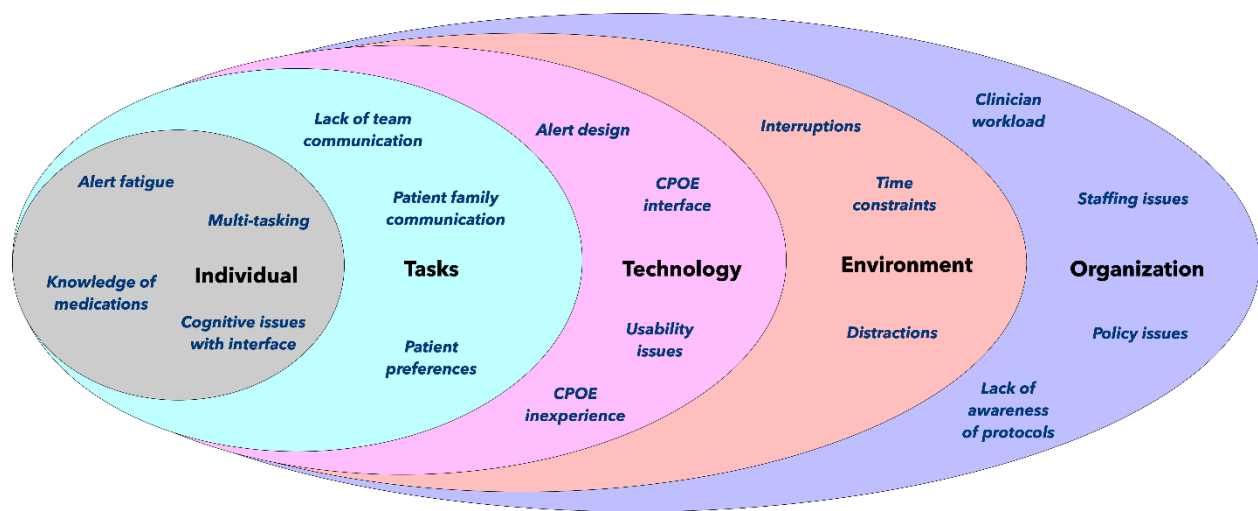 Alert fatigue
Multi-tasking
Individual
Knowledge of
medications
Cognitive issues
with interface
Lack of team
communication
Patient family
communication
Tasks
Patient
preferences
Alert design
CPOE
interface
Technology
Usability
issues
CPOE
inexperience
Interruptions
Time
constraints
Environment
Distractions
Clinician
workload
Staffing issues
Organization
Policy issues
Lack of
awareness
of protocols